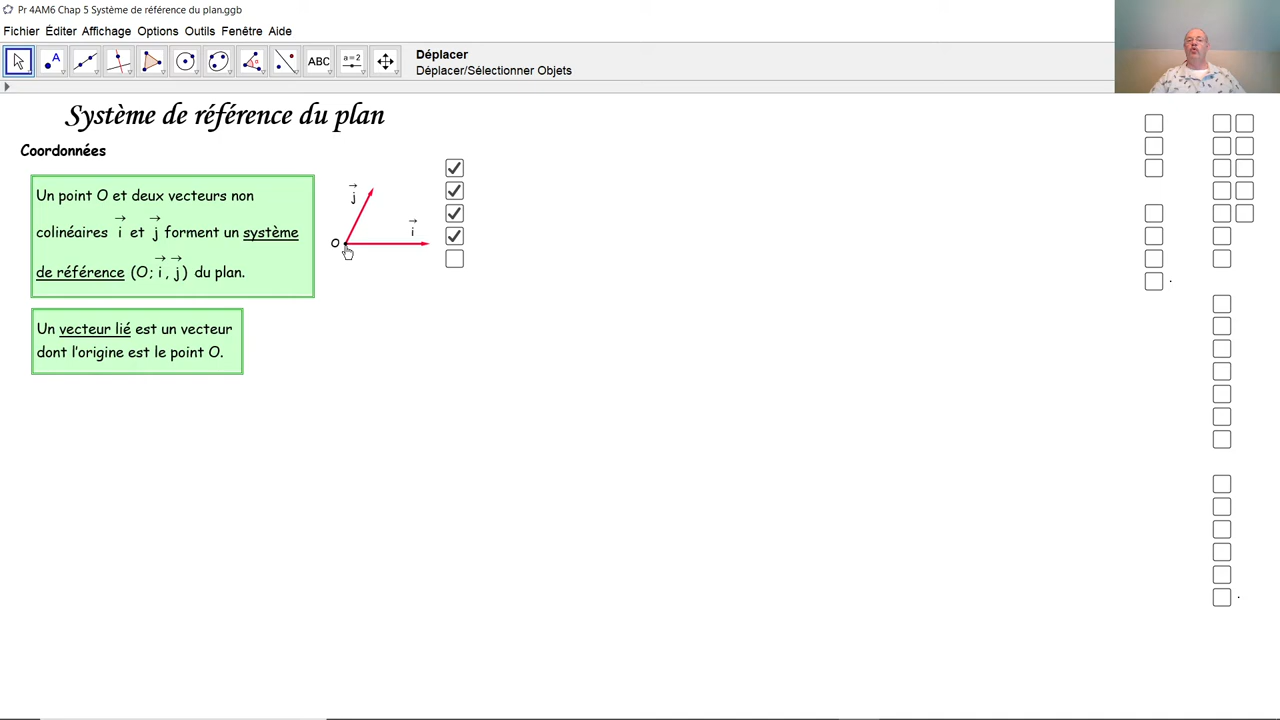 Pr 4AM6 Chap 5 Système de référence du plan.ggb
Fichier Éditer Affichage Options Outils Fenêtre Aide
A
ABC
a=2
Déplacer
Déplacer/Sélectionner Objets
Système de référence du plan
Coordonnées
Un point O et deux vecteurs non
colinéaires i et j forment un système
de référence (O; i, j) du plan.
j
i
O
Un vecteur lié est un vecteur
dont l'origine est le point O.